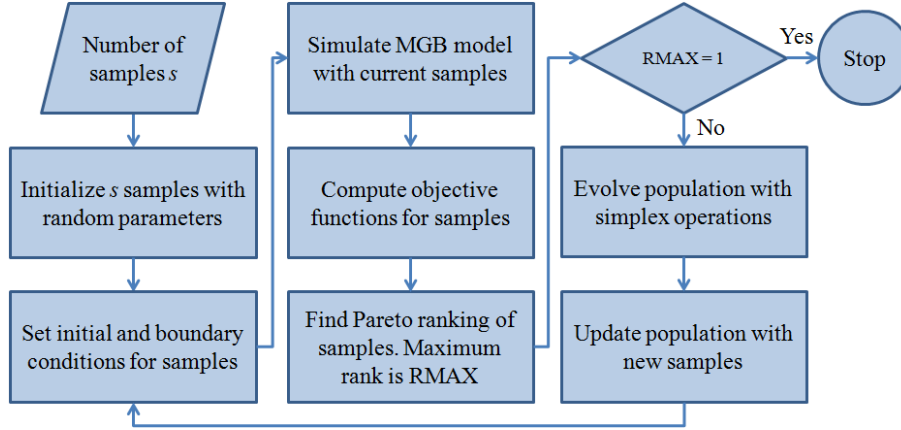 Number of
samples s
Initialize s samples with
random parameters
Set initial and boundary
conditions for samples
Simulate MGB model
with current samples
Compute objective
functions for samples
Find Pareto ranking of
samples. Maximum
rank is RMAX
RMAX = 1
Yes
Stop
No
Evolve population with
simplex operations
Update population with
new samples